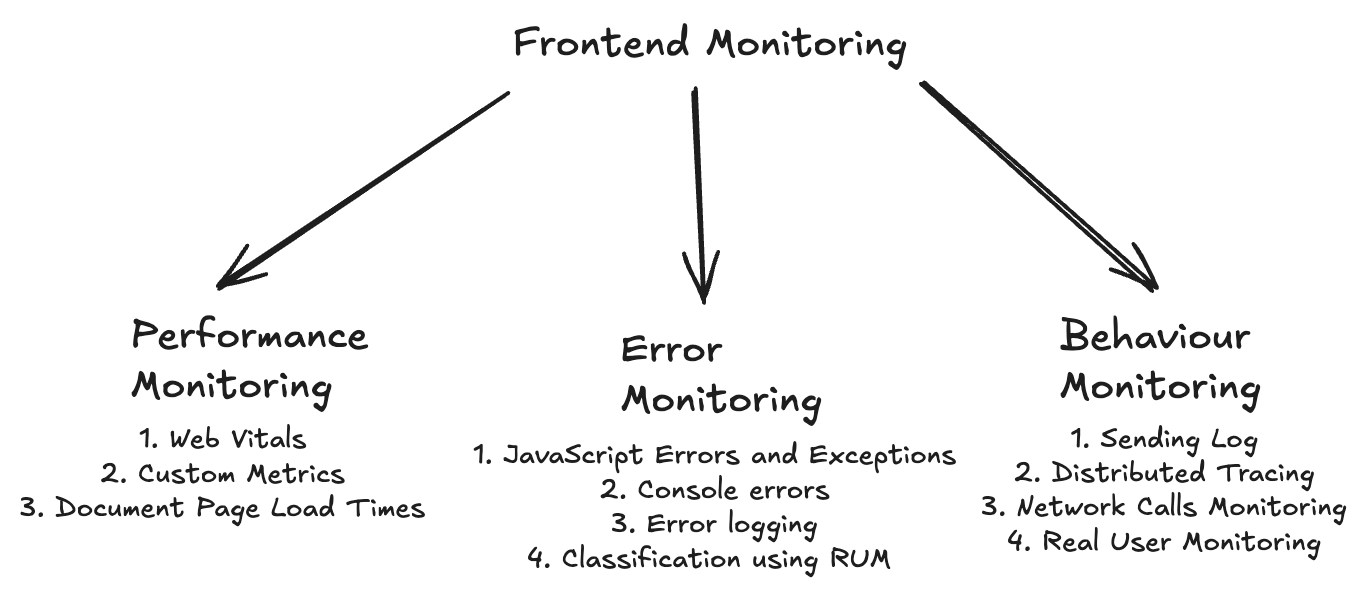 Frontend Monitoring
Performance
Monitoring
1. Web Vitals
2. Custom Metrics
3. Document Page Load Times
Error
Monitoring
1. JavaScript Errors and Exceptions
2. Console errors
3. Error logging
4. Classification using RUM
Behaviour
Monitoring
1. Sending Log
2. Distributed Tracing
3. Network Calls Monitoring
4. Real User Monitoring